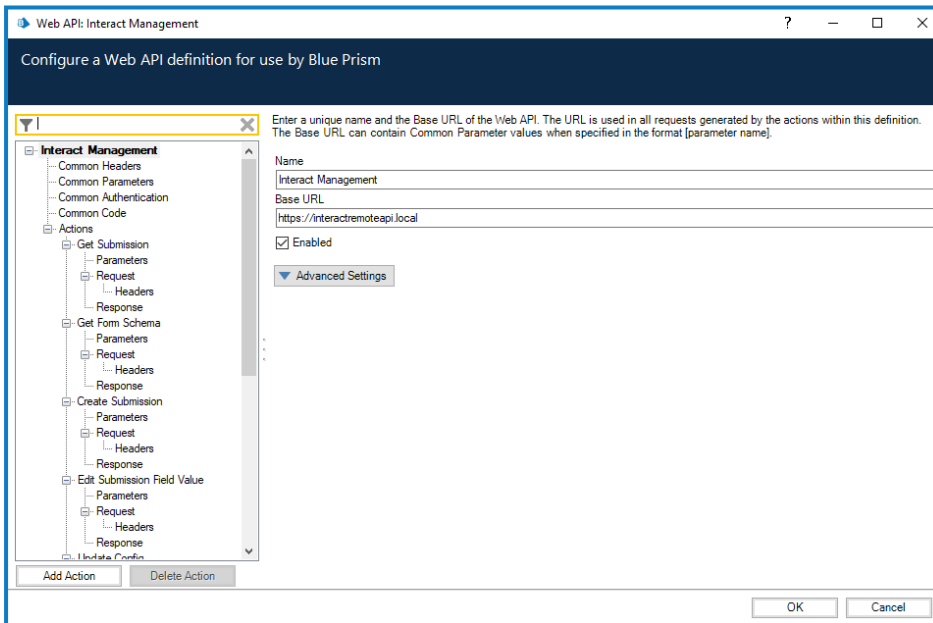 Web API: Interact Management
Configure a Web API definition for use by Blue Prism
Interact Management
Common Headers
Common Parameters
Common Authentication
Common Code
Actions
Get Submission
Parameters
Request
Headers
Response
Get Form Schema
Parameters
Request
Headers
Response
Create Submission
Parameters
Request
Headers
Response
Edit Submission Field Value
Parameters
Request
Headers
Response
Update Config
Add Action
Delete Action
Enter a unique name and the Base URL of the Web API. The URL is used in all requests generated by the actions within this definition.
The Base URL can contain Common Parameter values when specified in the format [parameter name].
Name
Interact Management
Base URL
https://interactremoteapi.local
Enabled
Advanced Settings
OK
Cancel